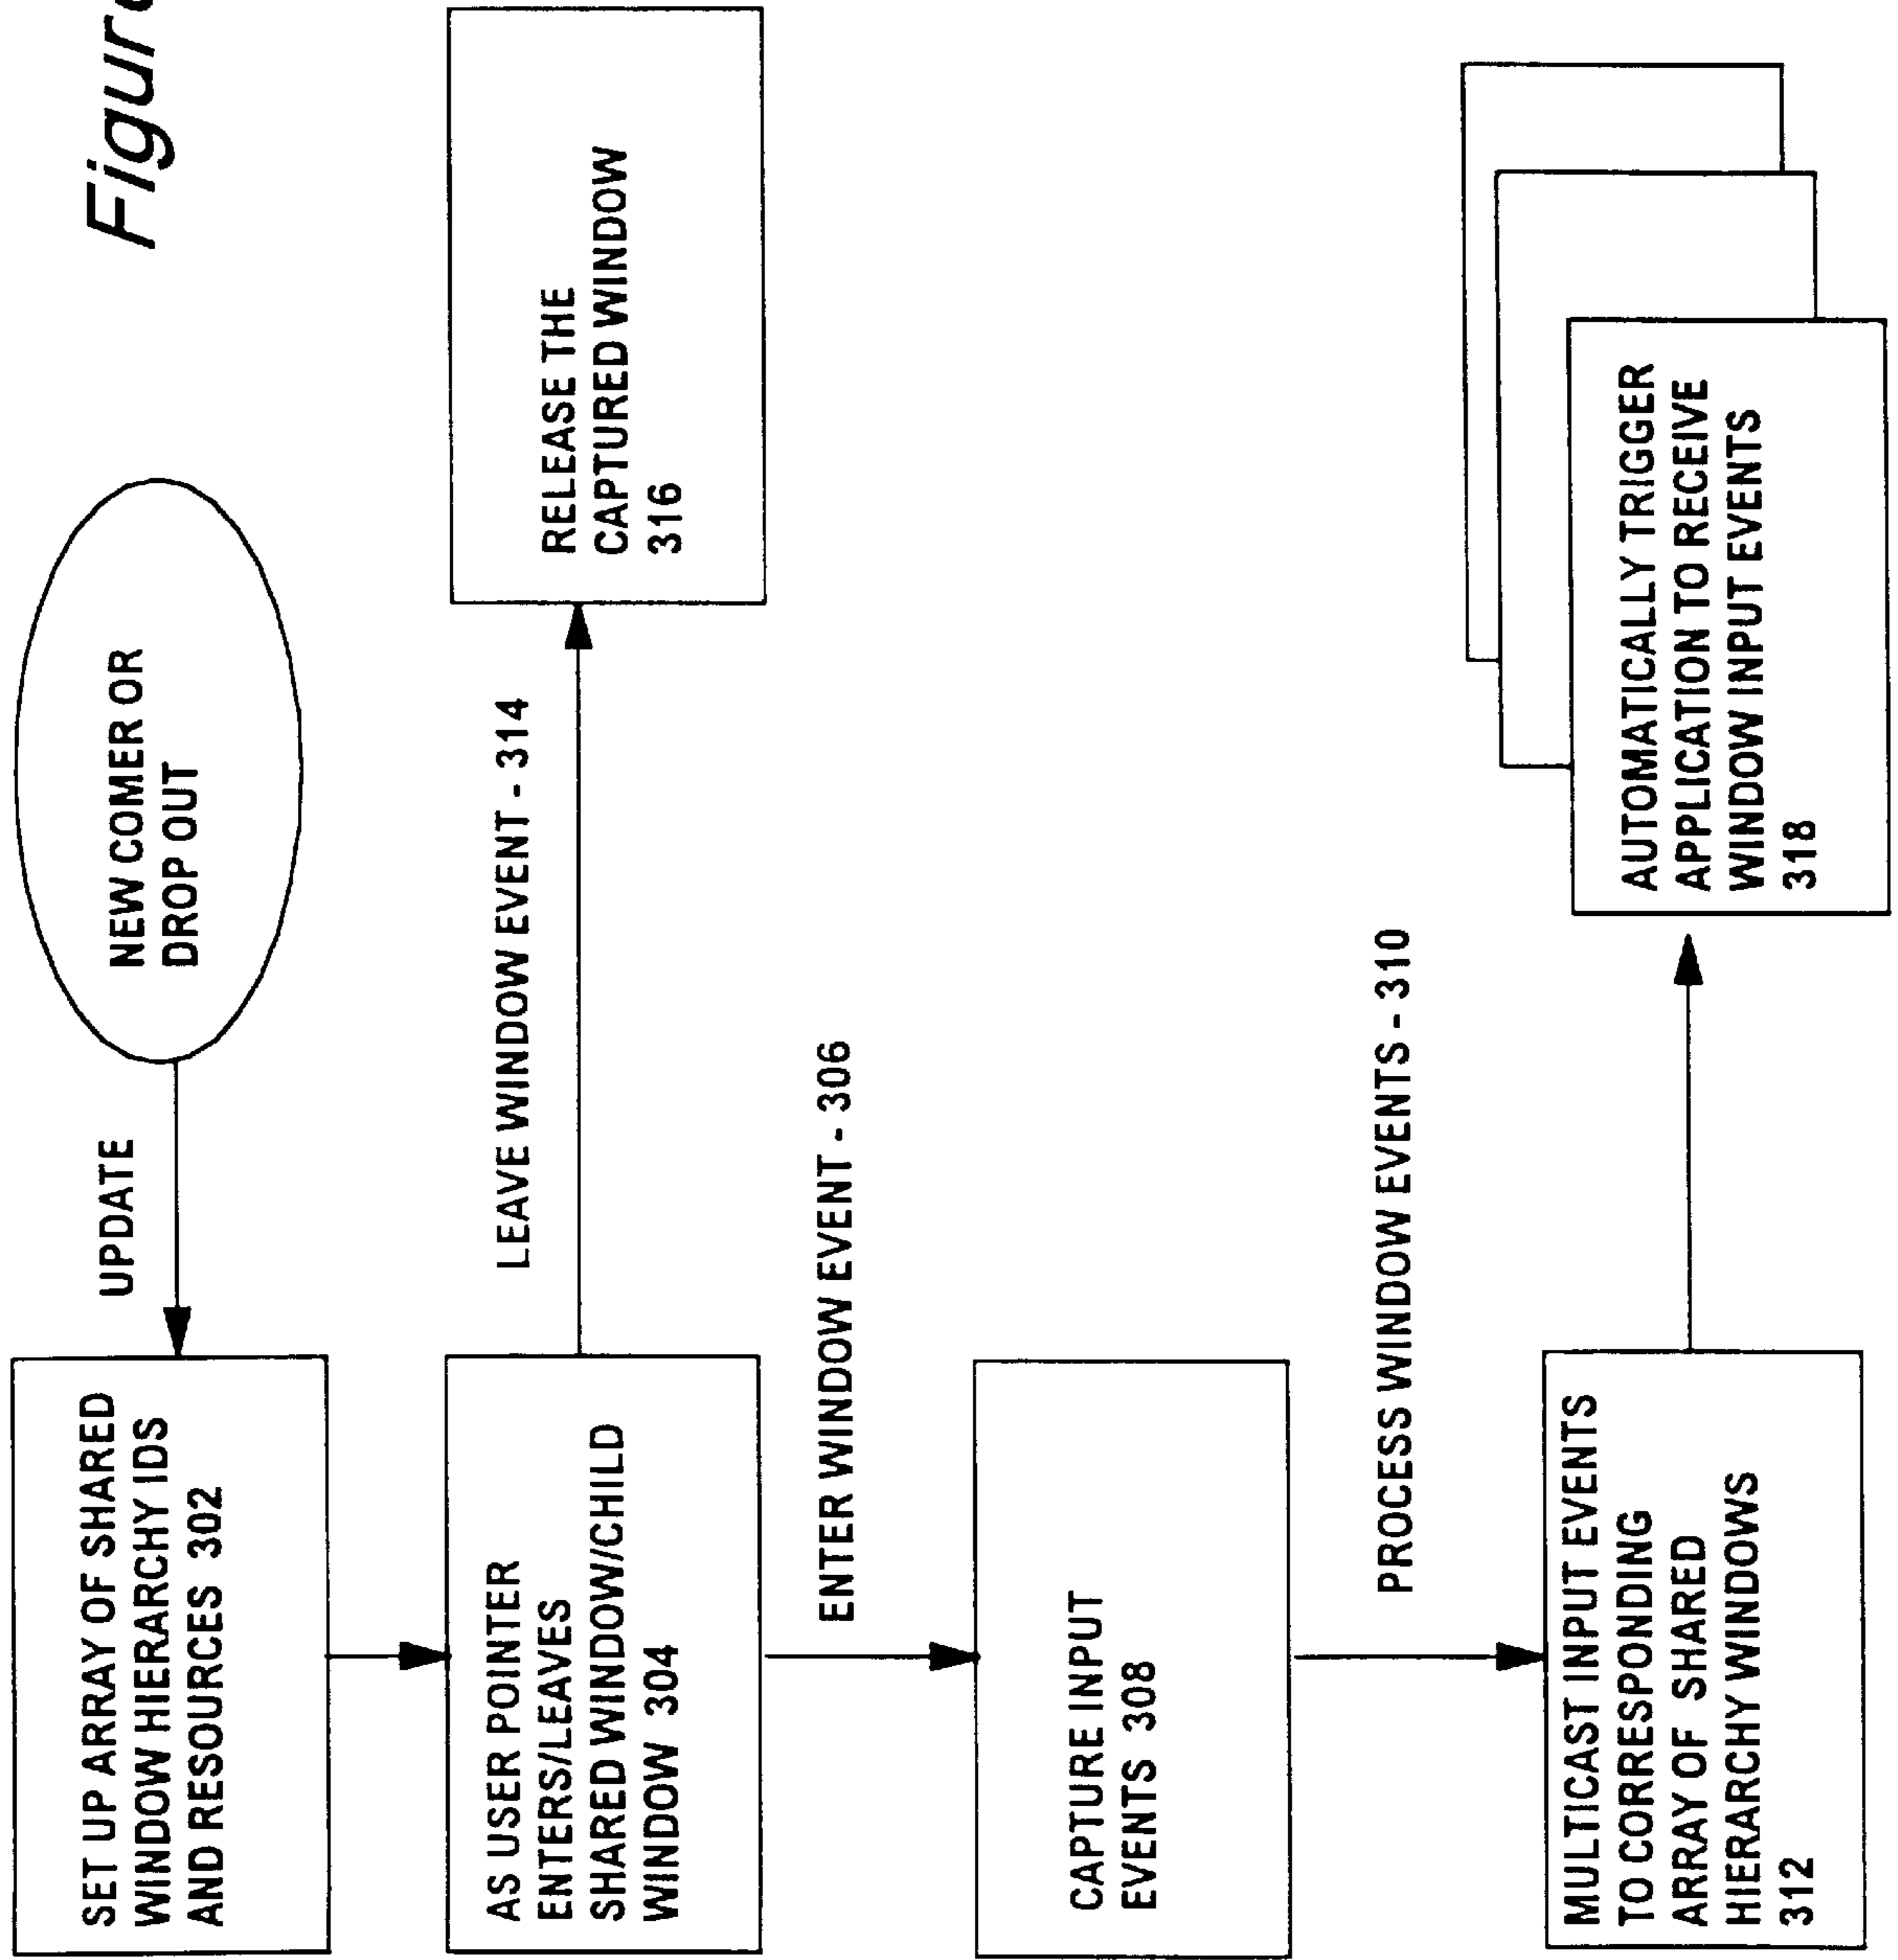 Figure
NEW COMER OR
DROP OUT
UPDATE
SET UP ARRAY OF SHARED
WINDOW HIERARCHY IDS
AND RESOURCES 302
LEAVE WINDOW EVENT - 314
RELEASE THE
CAPTURED WINDOW
316
AS USER POINTER
ENTERS/LEAVES
SHARED WINDOW/CHILD
WINDOW 304
ENTER WINDOW EVENT - 306
CAPTURE INPUT
EVENTS 308
PROCESS WINDOW EVENTS - 310
MULTICAST INPUT EVENTS
TO CORRESPONDING
ARRAY OF SHARED
HIERARCHY WINDOWS
312
AUTOMATICALLY TRIGGER
APPLICATION TO RECEIVE
WINDOW INPUT EVENTS
318